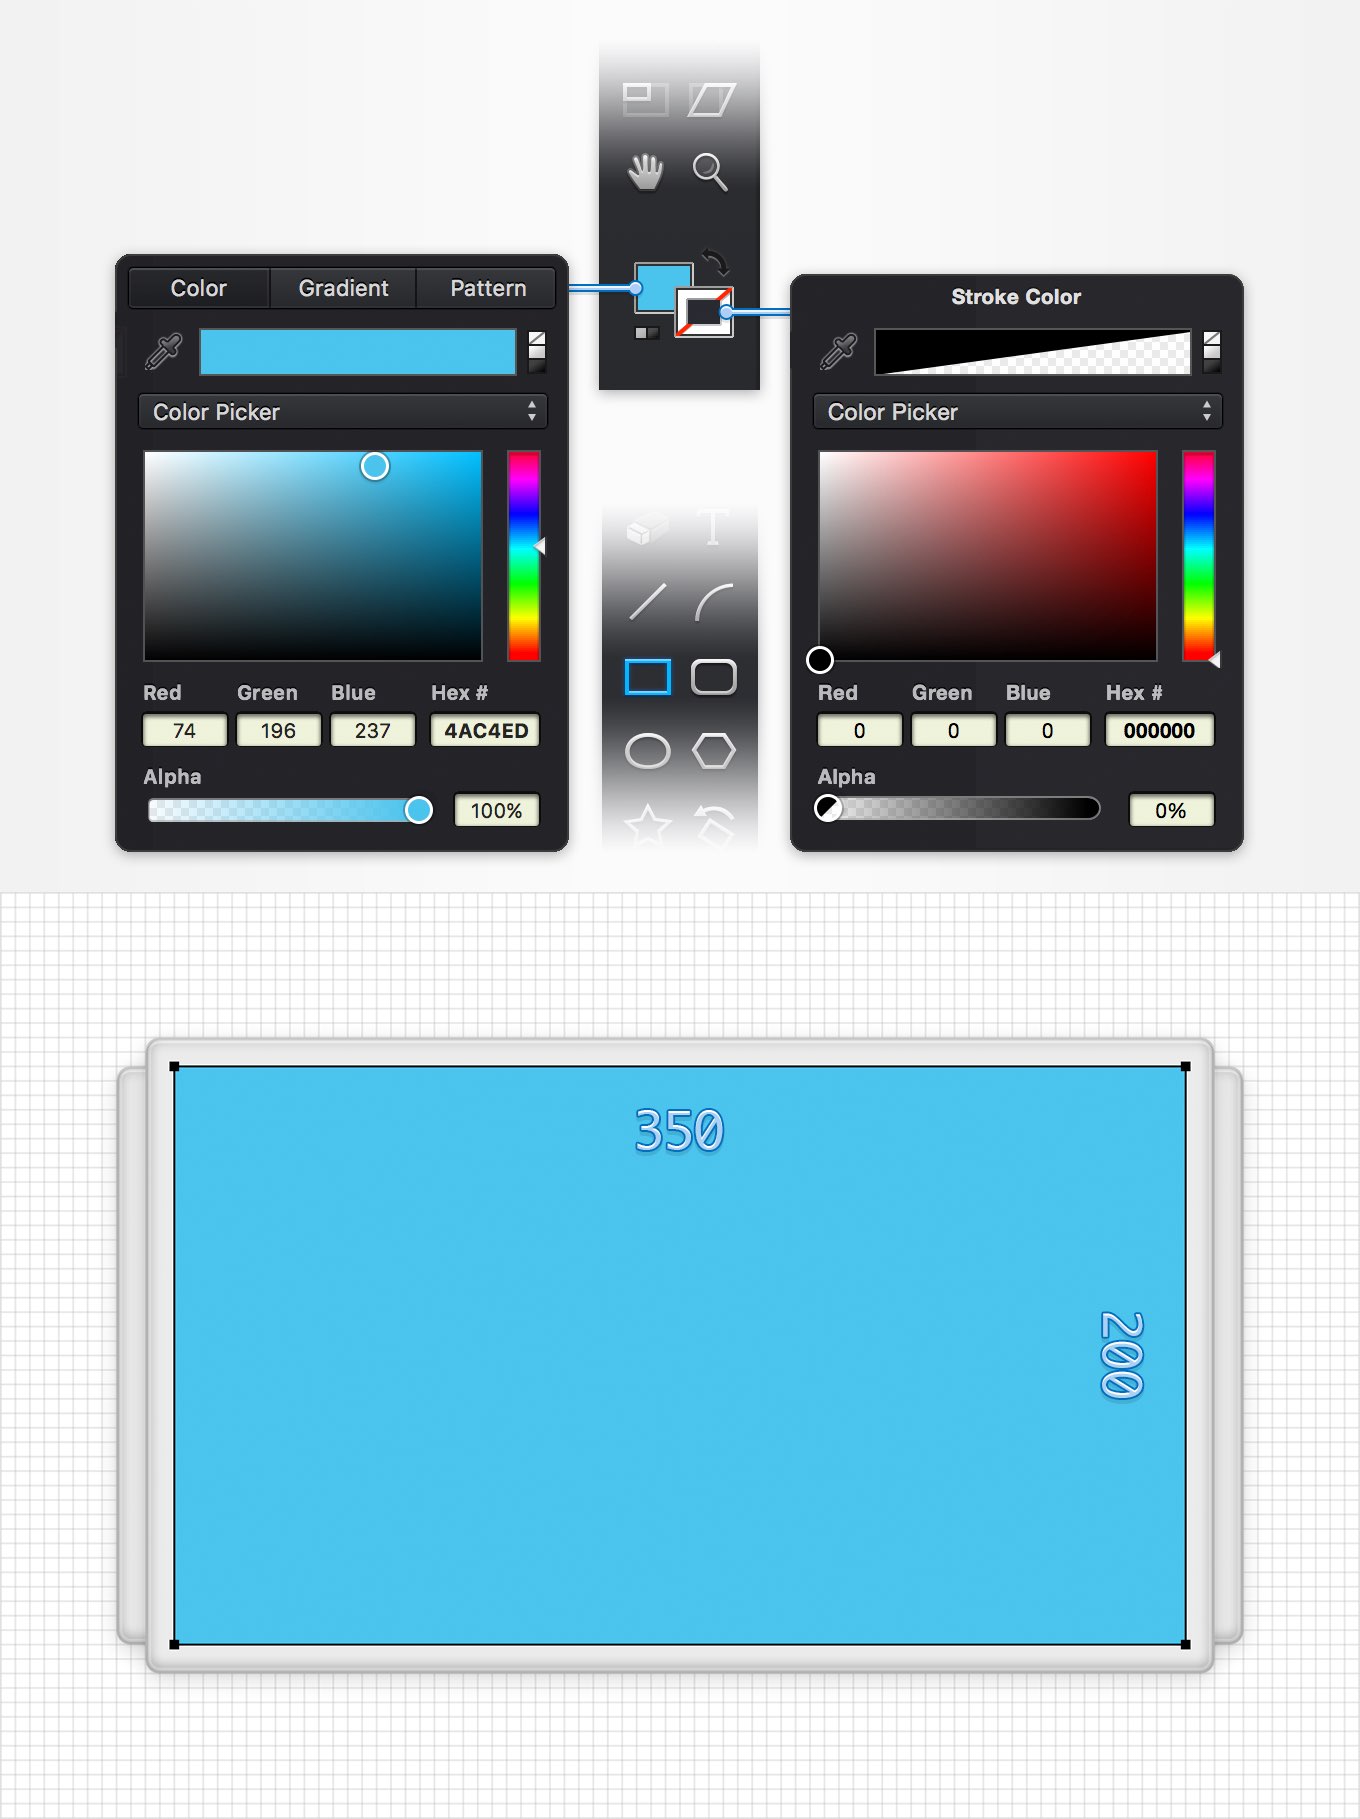 Color Gradient Pattern
Color Picker
Red Green Blue Hex #
74 196 237 4AC4ED
Alpha
100%
T
Stroke Color
Color Picker
Red Green Blue Hex #
0 0 0 000000
Alpha
0%
350
200